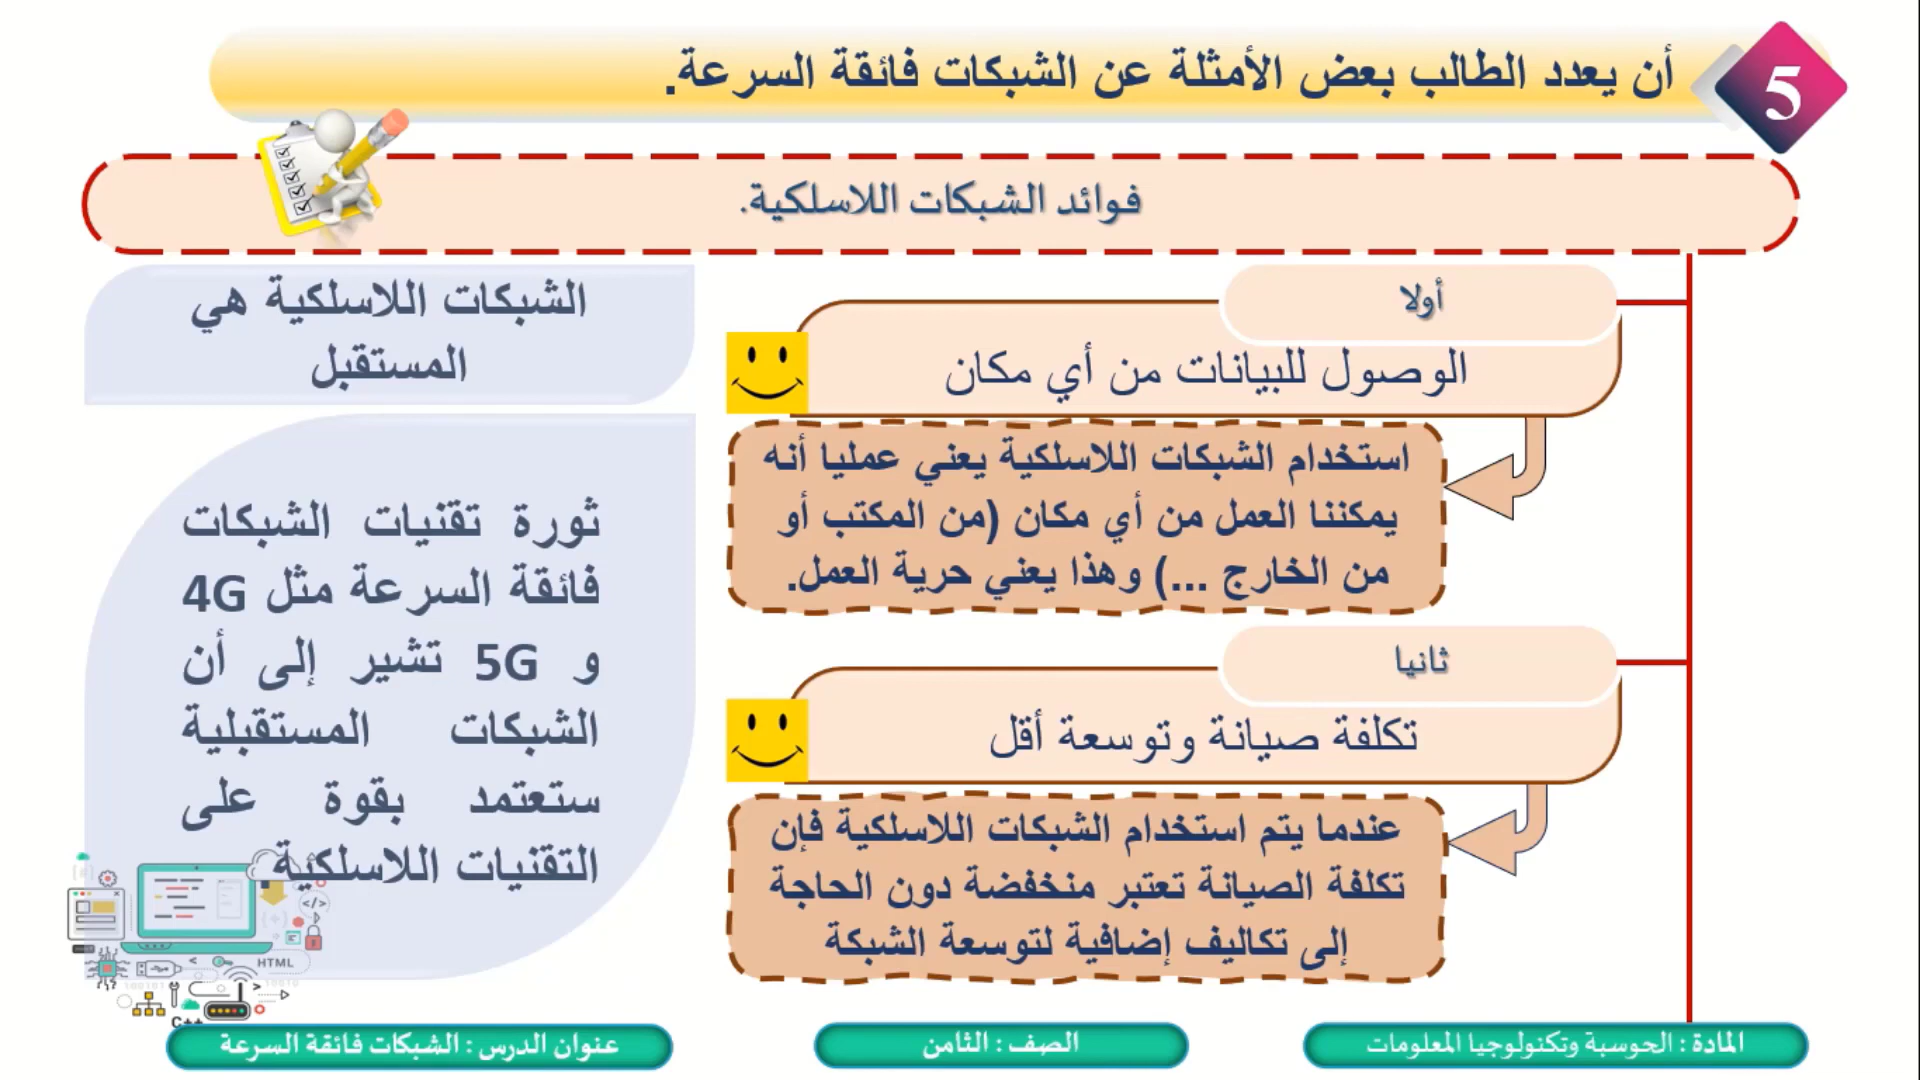 أن يعدد الطالب بعض الأمثلة عن الشبكات فائقة السرعة.
5
فوائد الشبكات اللاسلكية.
أولا
الوصول للبيانات من أي مكان
استخدام الشبكات اللاسلكية يعني عمليا أنه
يمكننا العمل من أي مكان (من المكتب أو
من الخارج ...) وهذا يعني حرية العمل.
ثانيا
تكلفة صيانة وتوسعة أقل
عندما يتم استخدام الشبكات اللاسلكية فإن
تكلفة الصيانة تعتبر منخفضة دون الحاجة
إلى تكاليف إضافية لتوسعة الشبكة
الشبكات اللاسلكية هي
المستقبل
ثورة تقنيات الشبكات
فائقة السرعة مثل 4G
و 5G تشير إلى أن
الشبكات المستقبلية
ستعتمد بقوة على
التقنيات اللاسلكية
</>
HTML
C++
المادة : الحوسبة وتكنولوجيا المعلومات
الصف : الثامن
عنوان الدرس : الشبكات فائقة السرعة